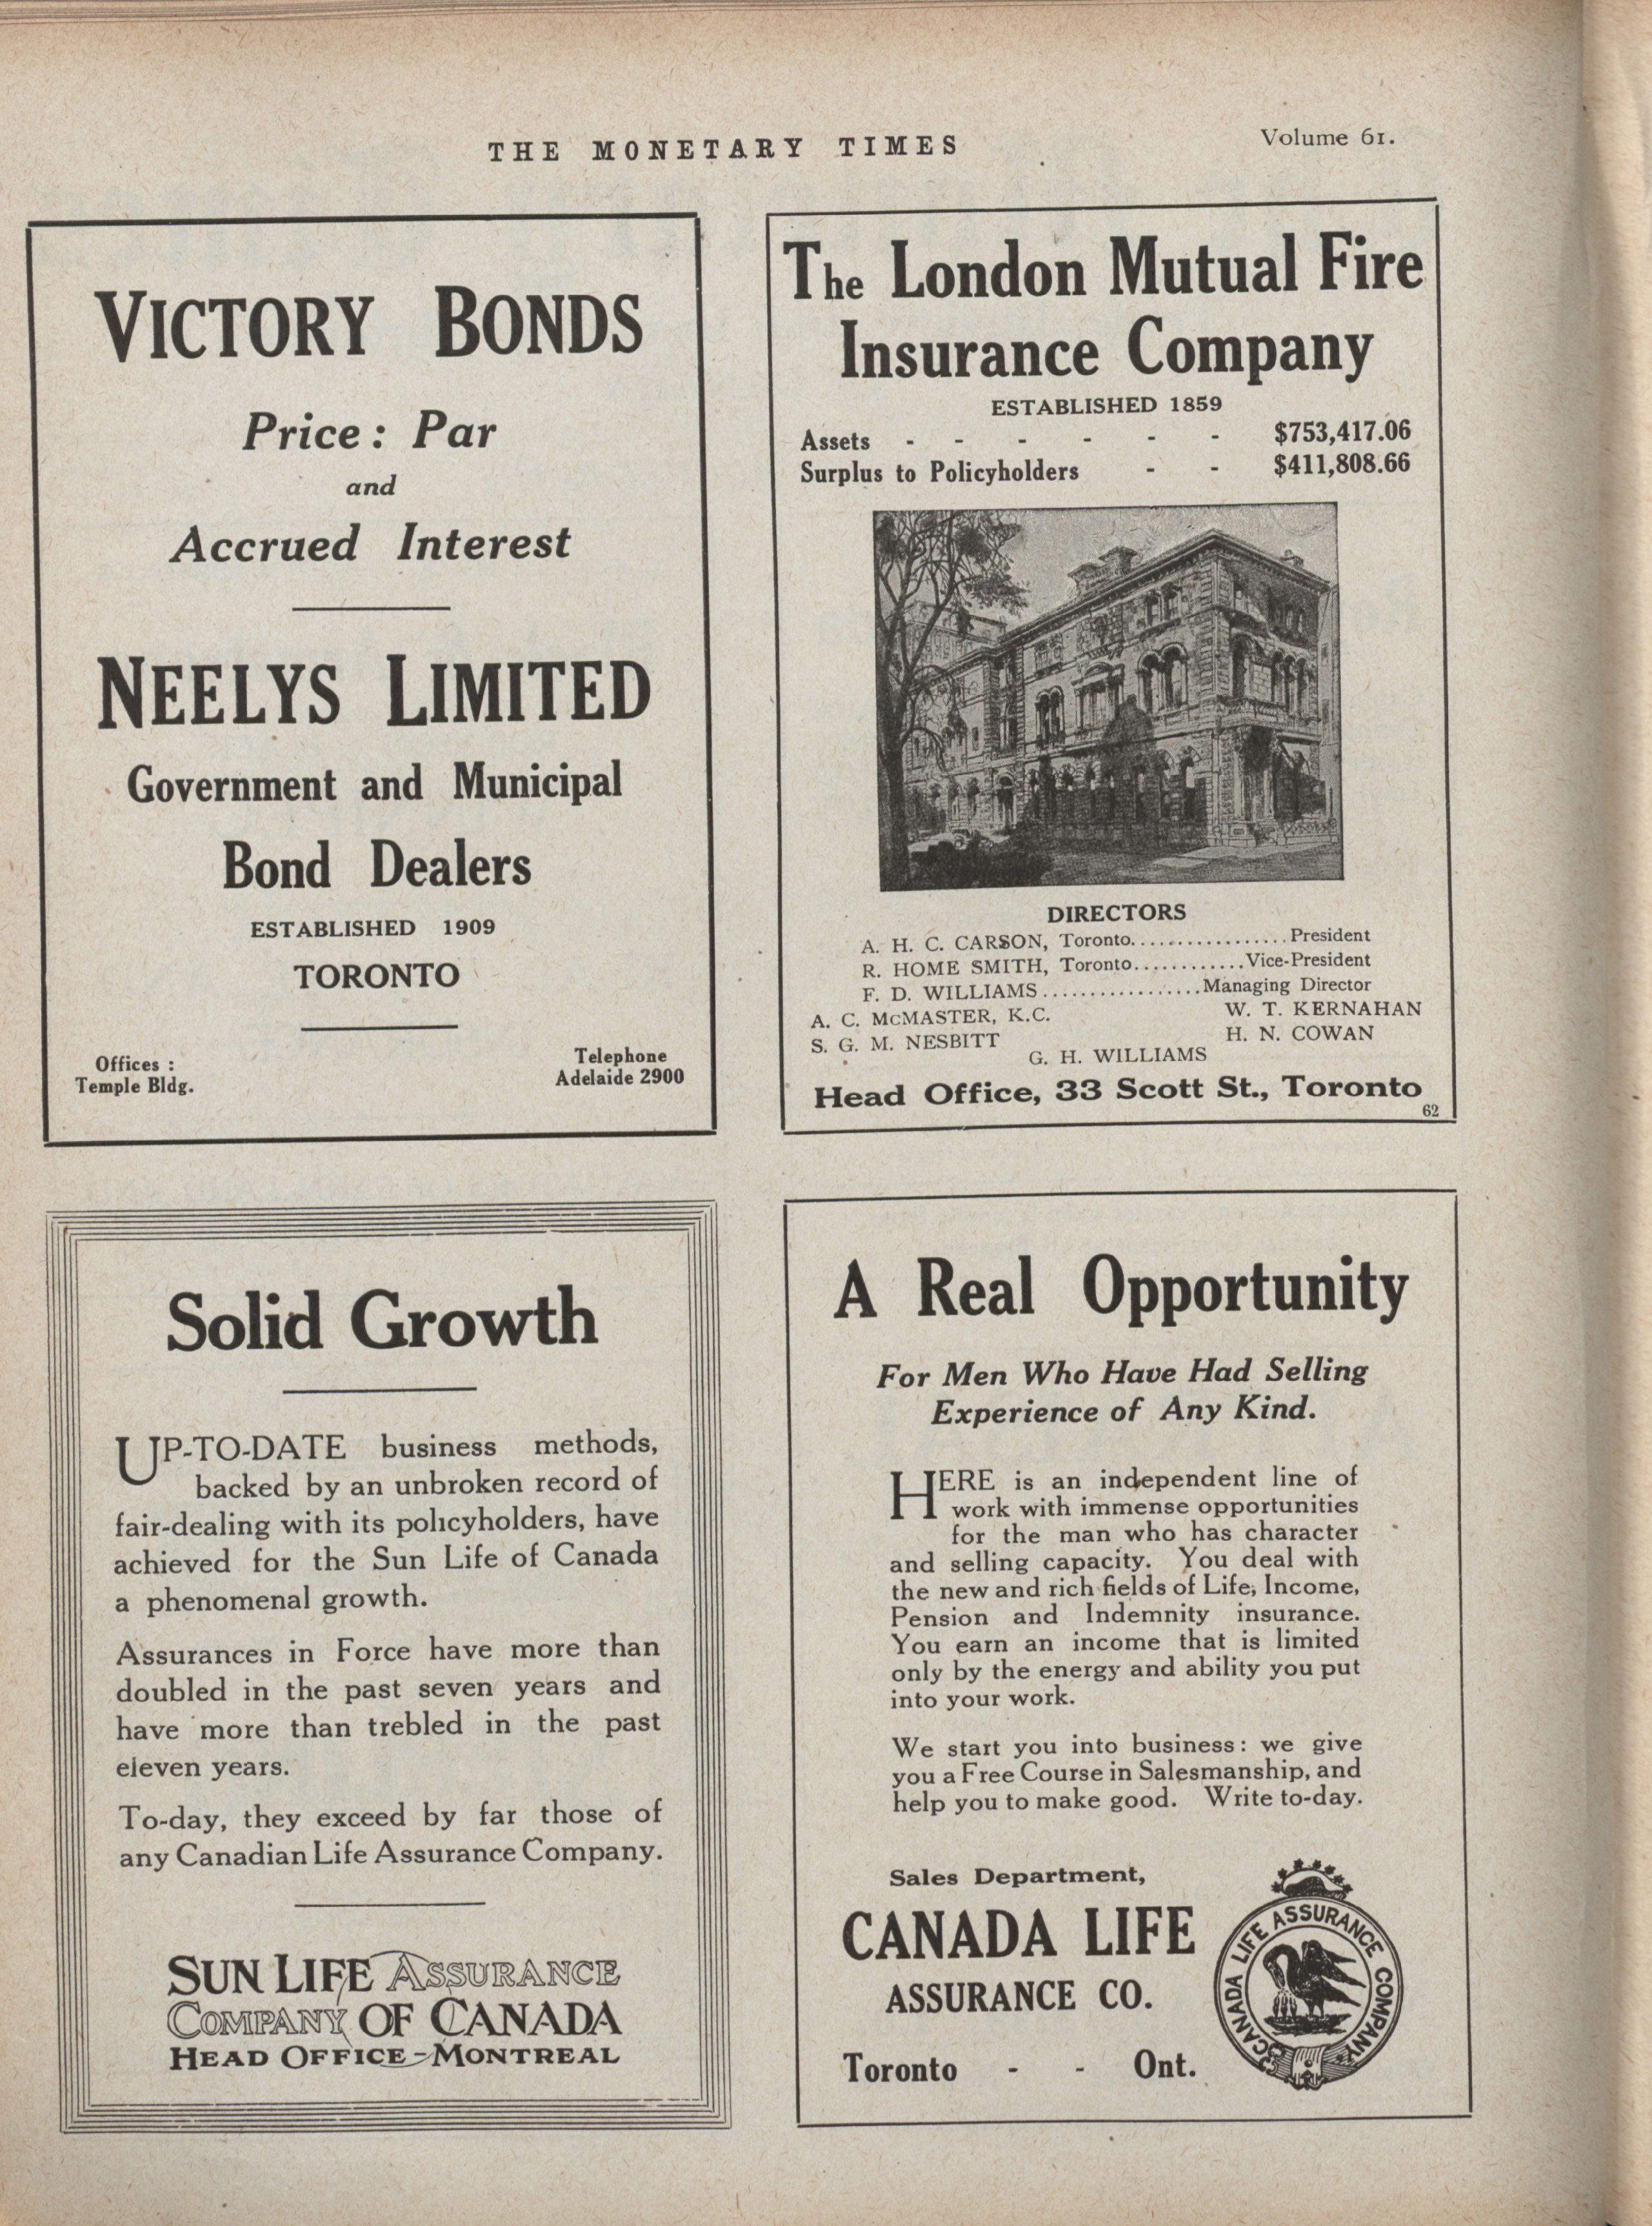 THE MONETARY TIMES
Volume 61.
VICTORY BONDS
Price: Par
and
Accrued Interest
NEELYS LIMITED
Government and Municipal
Bond Dealers
ESTABLISHED 1909
TORONTO
Offices :
Temple Bldg.
Telephone
Adelaide 2900
The London Mutual Fire
Insurance Company
ESTABLISHED 1859
Assets - - - - - - $753,417.06
Surplus to Policyholders - - $411,808.66
DIRECTORS
A. H. C. CARSON, Toronto.................President
R. HOME SMITH, Toronto............Vice-President
F. D. WILLIAMS.................Managing Director
A. C. McMASTER, K.C. W. T. KERNAHAN
S. G. M. NESBITT H. N. COWAN
G. H. WILLIAMS
Head Office, 33 Scott St., Toronto
62
Solid Growth
UP-TO-DATE business methods,
backed by an unbroken record of
fair-dealing with its policyholders, have
achieved for the Sun Life of Canada
a phenomenal growth.
Assurances in Force have more than
doubled in the past seven years and
have more than trebled in the past
eleven years.
To-day, they exceed by far those of
any Canadian Life Assurance Company.
SUN LIFE ASSURANCE
COMPANY OF CANADA
HEAD OFFICE-MONTREAL
A Real Opportunity
For Men Who Have Had Selling
Experience of Any Kind.
HERE is an independent line of
work with immense opportunities
for the man who has character
and selling capacity. You deal with
the new and rich fields of Life, Income,
Pension and Indemnity insurance.
You earn an income that is limited
only by the energy and ability you put
into your work.
We start you into business: we give
you a Free Course in Salesmanship, and
help you to make good. Write to-day.
Sales Department,
CANADA LIFE
ASSURANCE CO.
Toronto - - Ont.
CANADA LIFE ASSURANCE COMPANY